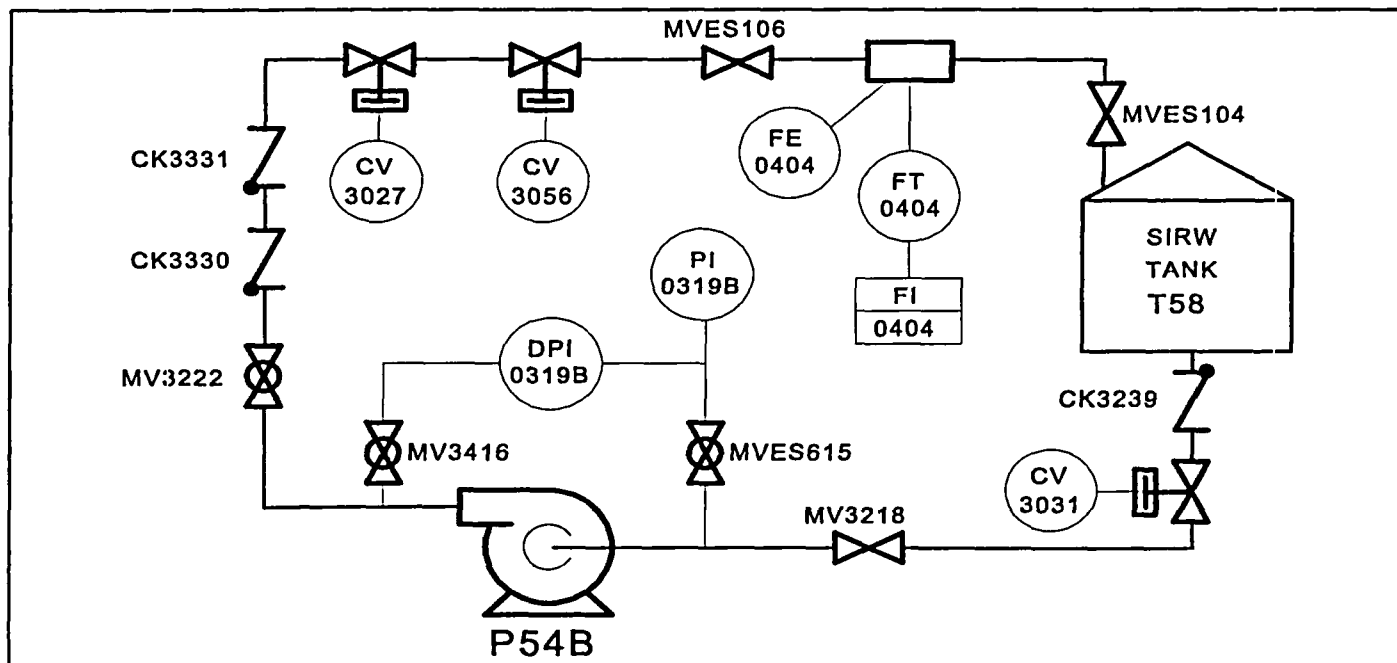 MVES106
MVES104
CK3331
CV
3027
CV
3056
FE
0404
FT
0404
CK3330
PI
0319B
SIRW
TANK
T58
FI
0404
DPI
0319B
MV3222
CK3239
MV3416
MVES615
CV
3031
MV3218
P54B